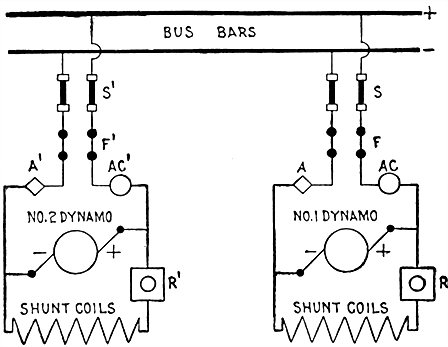 BUS BARS
+
−
S' S
F' F
A' AC' A AC
NO.2 DYNAMO NO.1 DYNAMO
− + − +
R' R
SHUNT COILS SHUNT COILS